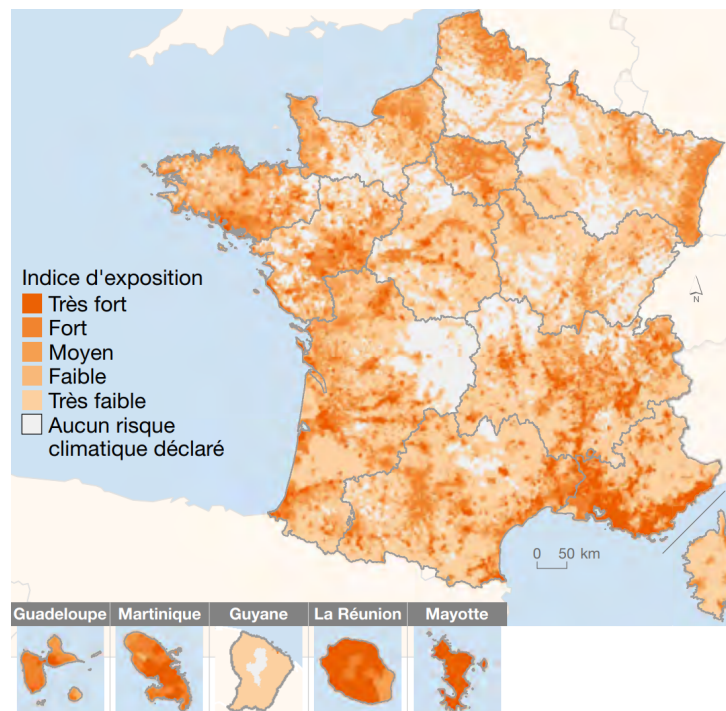 Indice d'exposition
Très fort
Fort
Moyen
Faible
Très faible
Aucun risque
climatique déclaré
N
0 50 km
Guadeloupe Martinique Guyane La Réunion Mayotte